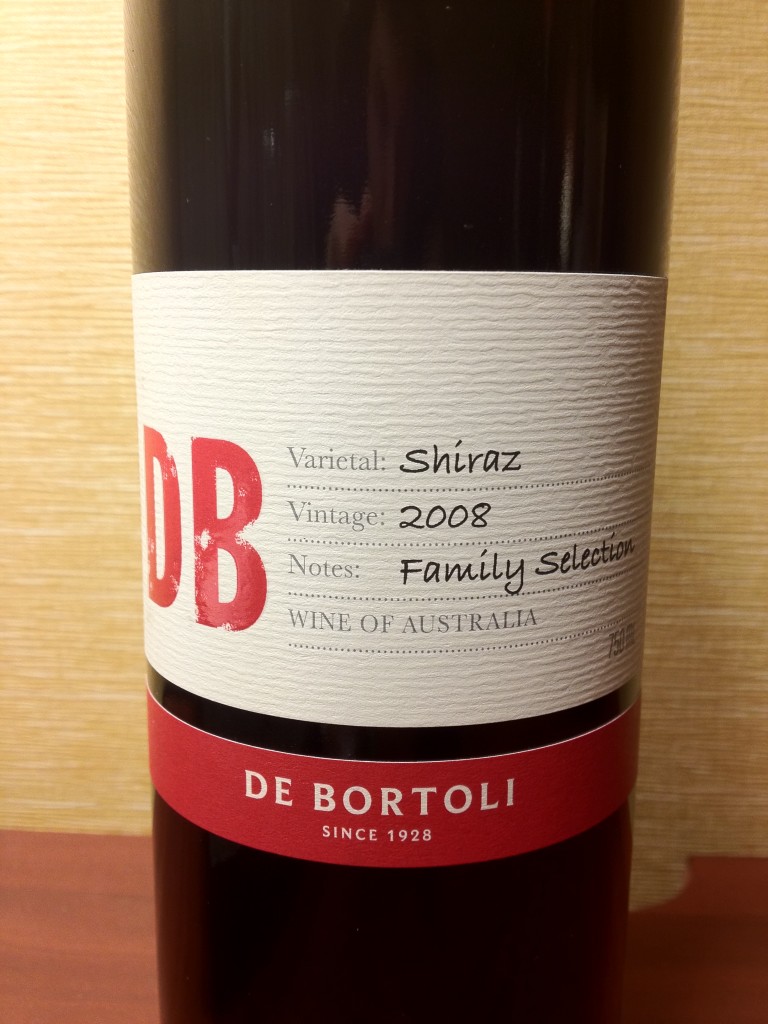 DB
Varietal: Shiraz
Vintage: 2008
Notes: Family Selection
WINE OF AUSTRALIA
750 mL
DE BORTOLI
SINCE 1928